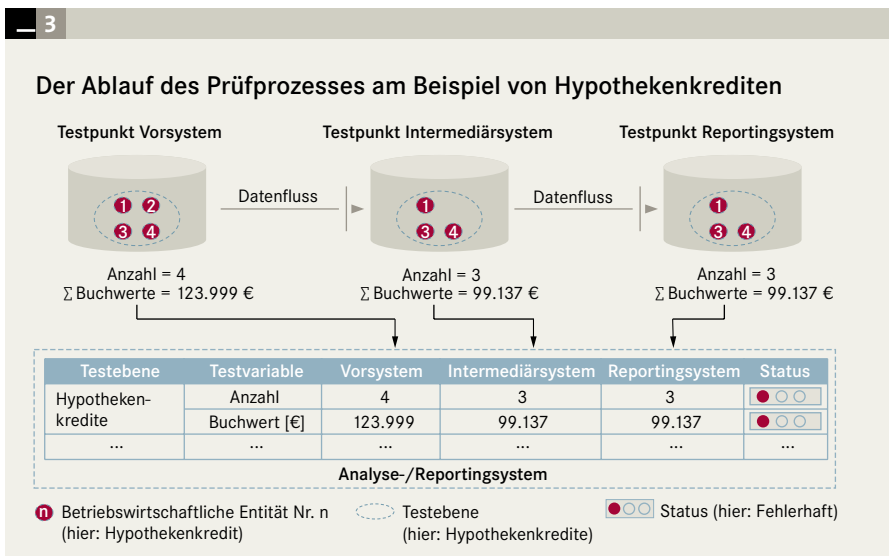 3
Der Ablauf des Prüfprozesses am Beispiel von Hypothekenkrediten
Testpunkt Vorsystem Testpunkt Intermediärsystem Testpunkt Reportingsystem
Datenfluss Datenfluss
1 2 1 1
3 4 3 4 3 4
Anzahl = 4 Anzahl = 3 Anzahl = 3
∑ Buchwerte = 123.999 € ∑ Buchwerte = 99.137 € ∑ Buchwerte = 99.137 €
Testebene Testvariable Vorsystem Intermediärsystem Reportingsystem Status
Hypotheken- Anzahl 4 3 3
kredite Buchwert [€] 123.999 99.137 99.137
... ... ... ... ... ...
Analyse-/Reportingsystem
n Betriebswirtschaftliche Entität Nr. n Testebene Status (hier: Fehlerhaft)
(hier: Hypothekenkredit) (hier: Hypothekenkredite)